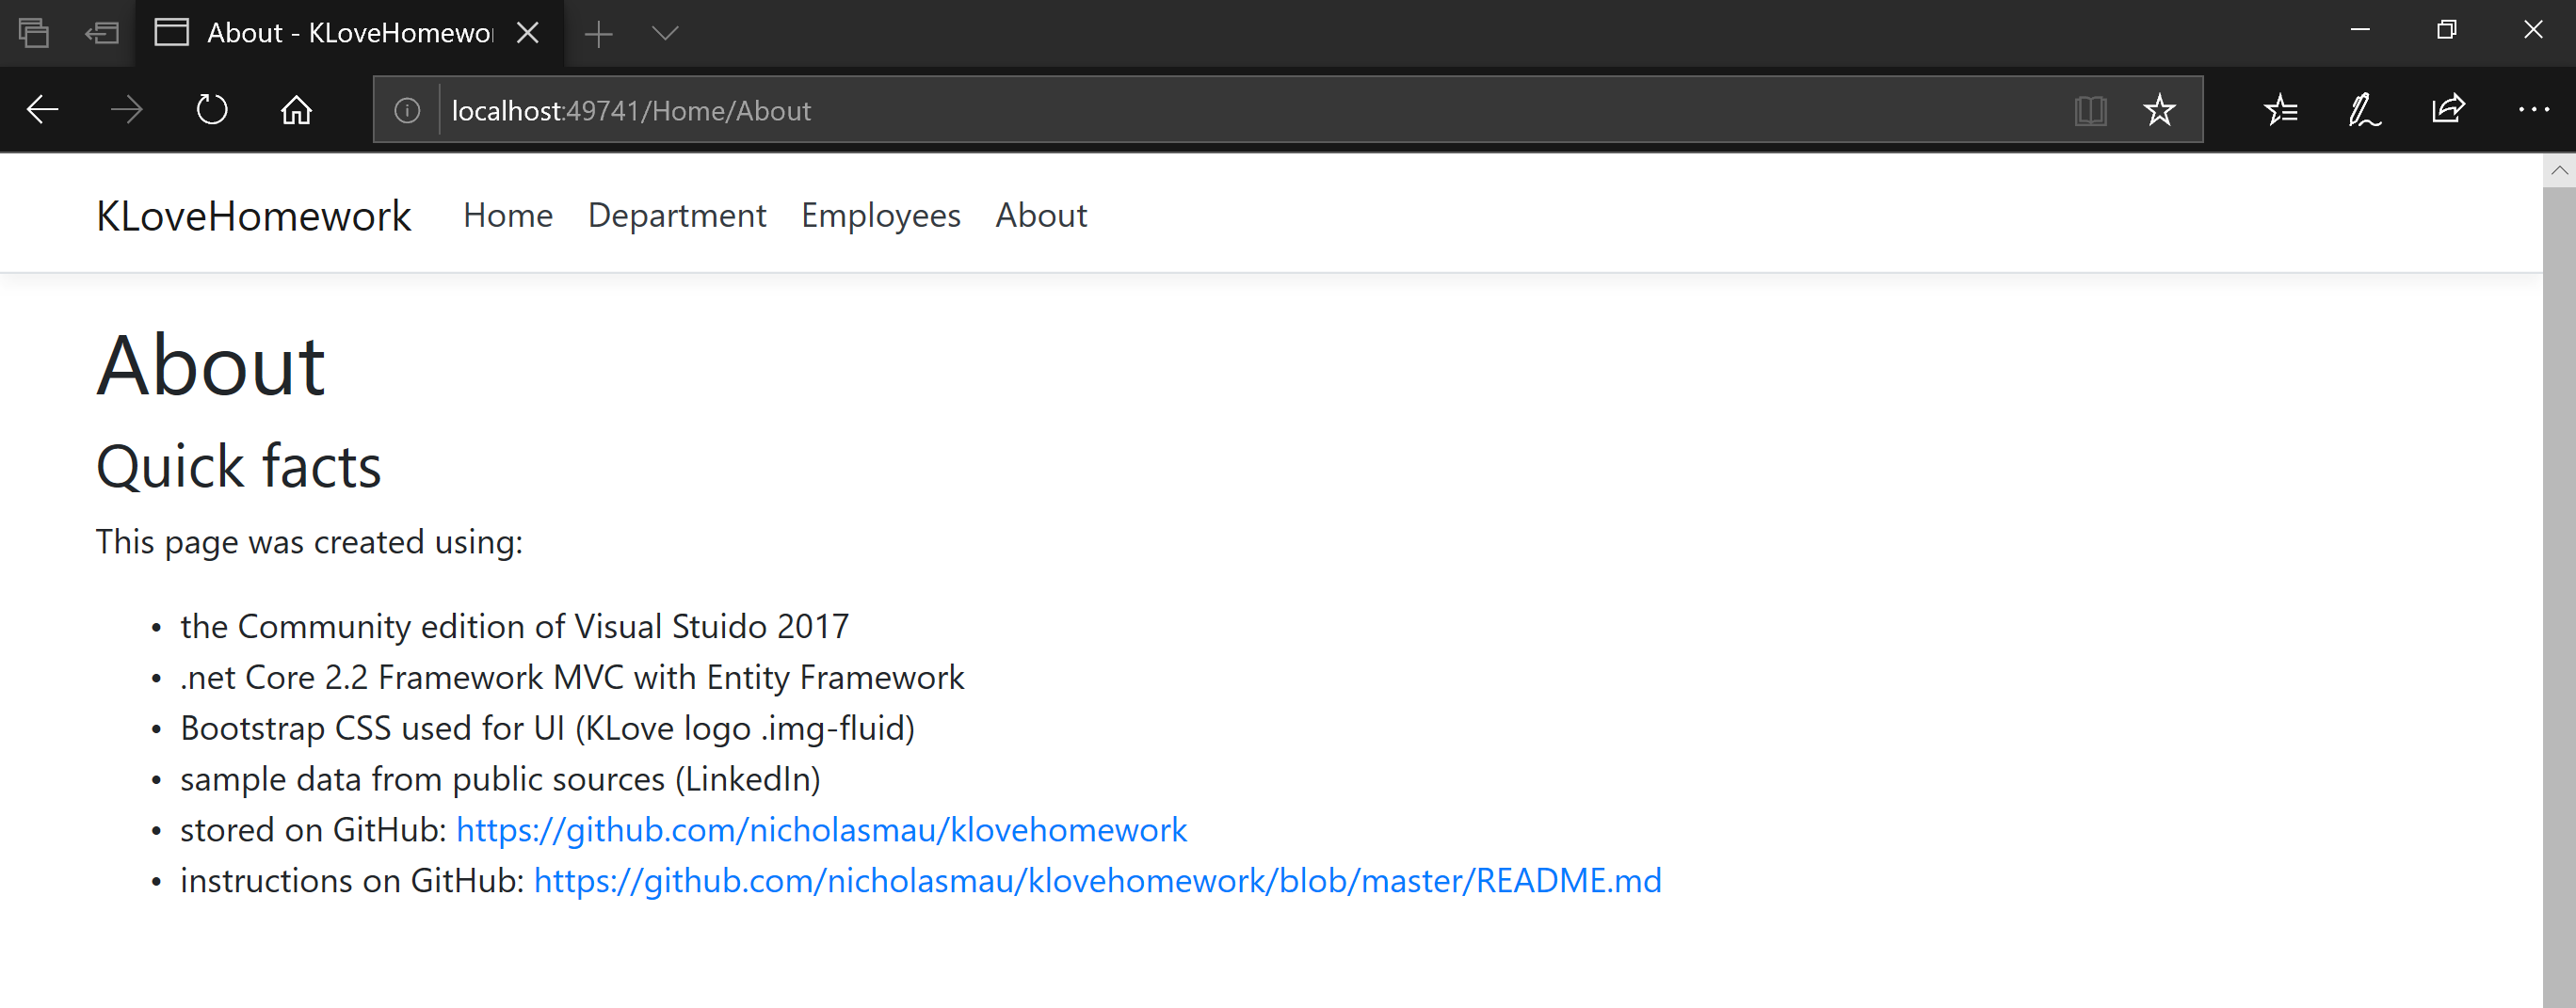 About - KLoveHomewo
localhost:49741/Home/About
KLoveHomework Home Department Employees About
About
Quick facts
This page was created using:
• the Community edition of Visual Stuido 2017
• .net Core 2.2 Framework MVC with Entity Framework
• Bootstrap CSS used for UI (KLove logo .img-fluid)
• sample data from public sources (LinkedIn)
• stored on GitHub: https://github.com/nicholasmau/klovehomework
• instructions on GitHub: https://github.com/nicholasmau/klovehomework/blob/master/README.md